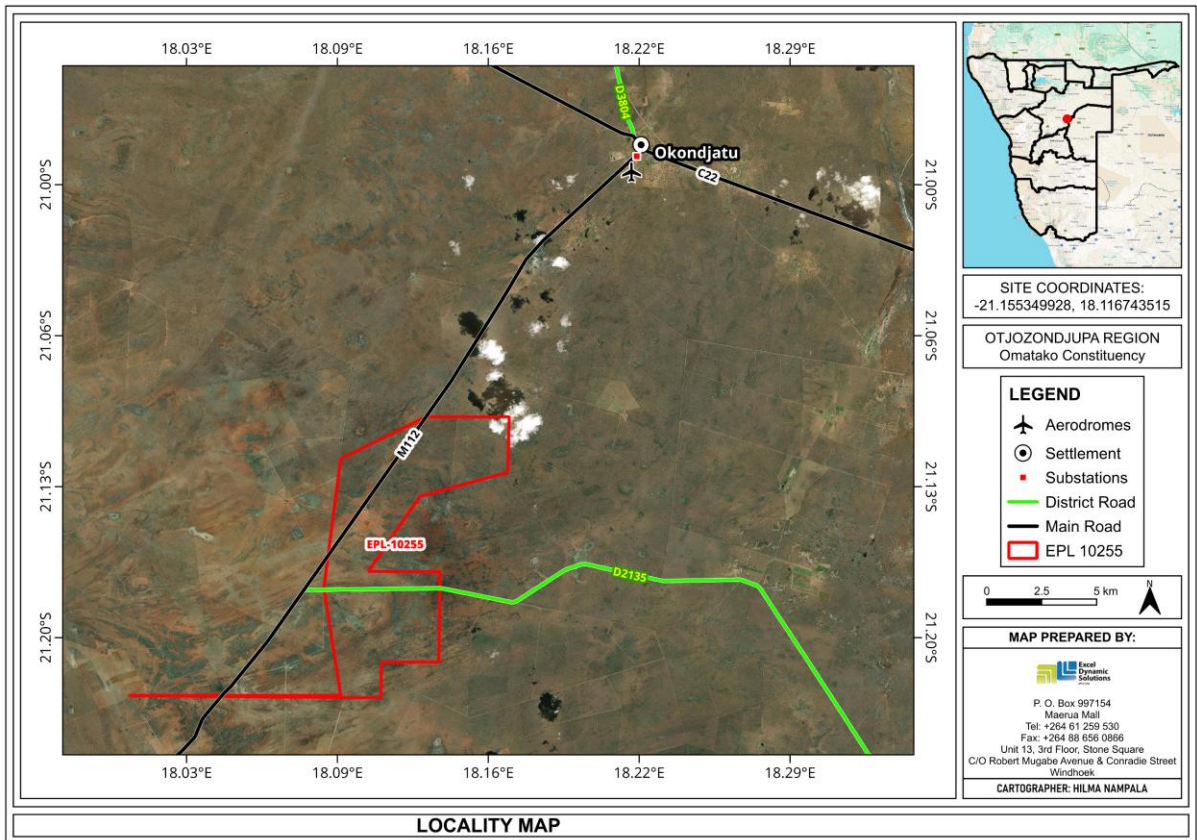 18.03°E 18.09°E 18.16°E 18.22°E 18.29°E
D3804
Okondjatu
C22
21.00°S 21.00°S
21.06°S 21.06°S
M112
21.13°S 21.13°S
EPL-10255
D2135
21.20°S 21.20°S
18.03°E 18.09°E 18.16°E 18.22°E 18.29°E
SITE COORDINATES:
-21.155349928, 18.116743515
OTJOZONDJUPA REGION
Omatako Constituency
LEGEND
Aerodromes
Settlement
Substations
District Road
Main Road
EPL 10255
0 2.5 5 km
N
MAP PREPARED BY:
Excel
Dynamic
Solutions
P. O. Box 997154
Maerua Mall
Tel: +264 61 259 530
Fax: +264 88 656 0866
Unit 13, 3rd Floor, Stone Square
C/O Robert Mugabe Avenue & Conradie Street
Windhoek
CARTOGRAPHER: HILMA NAMPALA
LOCALITY MAP